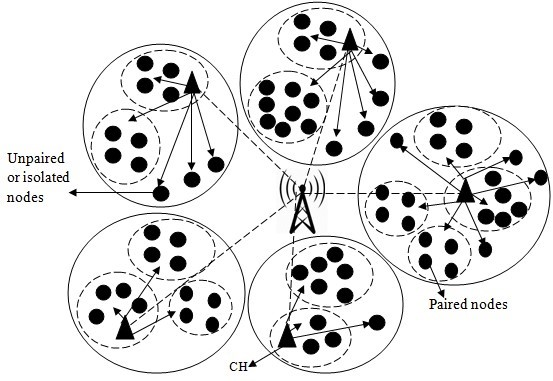 Unpaired
or isolated
nodes
Paired nodes
CH